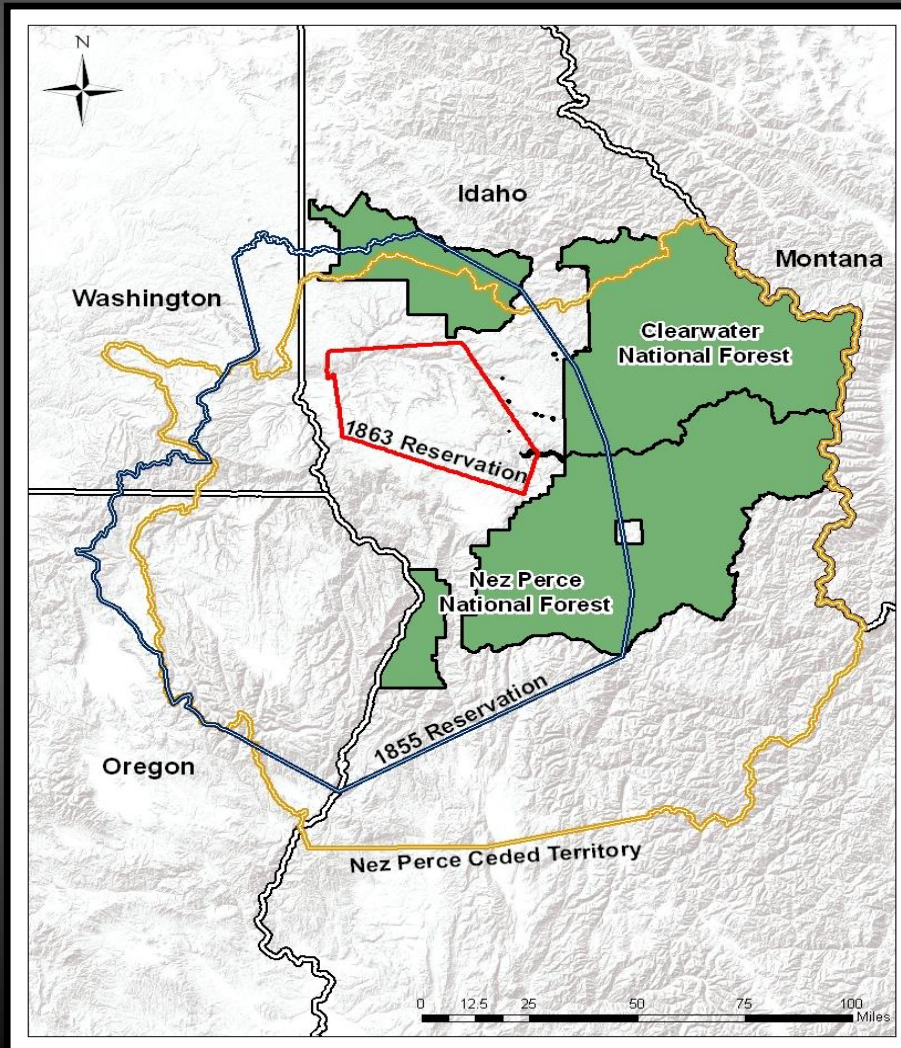 N
Idaho
Montana
Washington
Clearwater
National Forest
1863 Reservation
Nez Perce
National Forest
1855 Reservation
Oregon
Nez Perce Ceded Territory
0 12.5 25 50 75 100
Miles